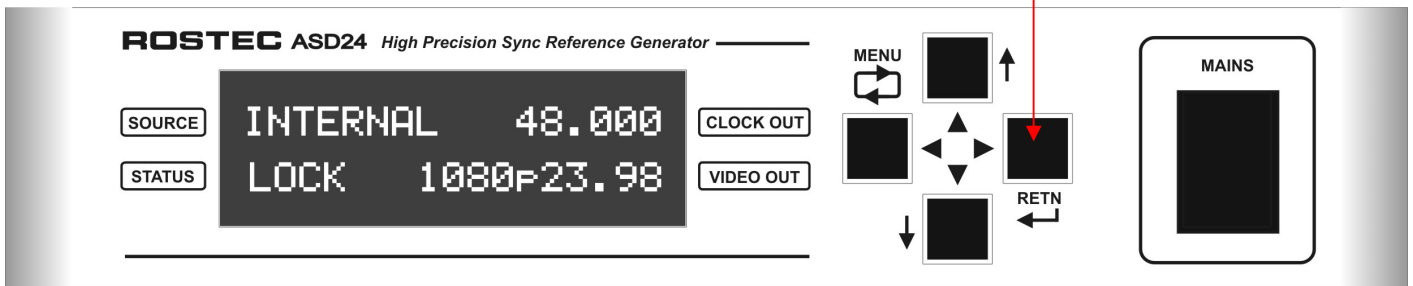 ROSTEC ASD24 High Precision Sync Reference Generator
SOURCE
INTERNAL 48.000
CLOCK OUT
STATUS
LOCK 1080p23.98
VIDEO OUT
MENU
RETN
MAINS